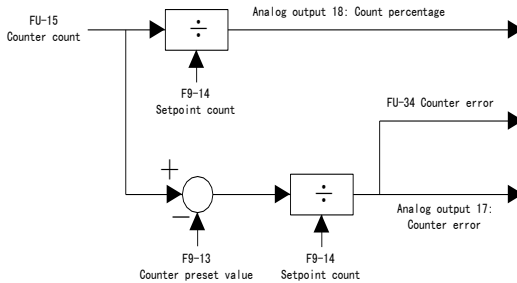 FU-15
Counter count
Analog output 18: Count percentage
÷
F9-14
Setpoint count
FU-34 Counter error
+
−
÷
Analog output 17:
Counter error
F9-13
Counter preset value
F9-14
Setpoint count